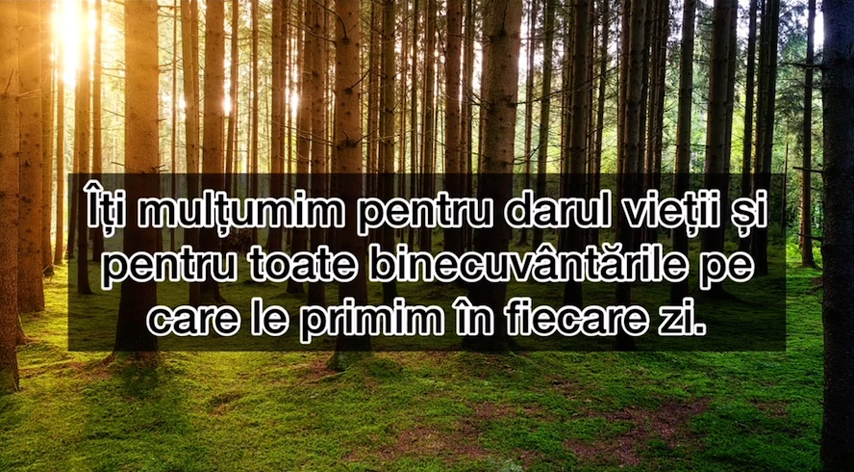 Îți mulțumim pentru darul vieții și
pentru toate binecuvântările pe
care le primim în fiecare zi.